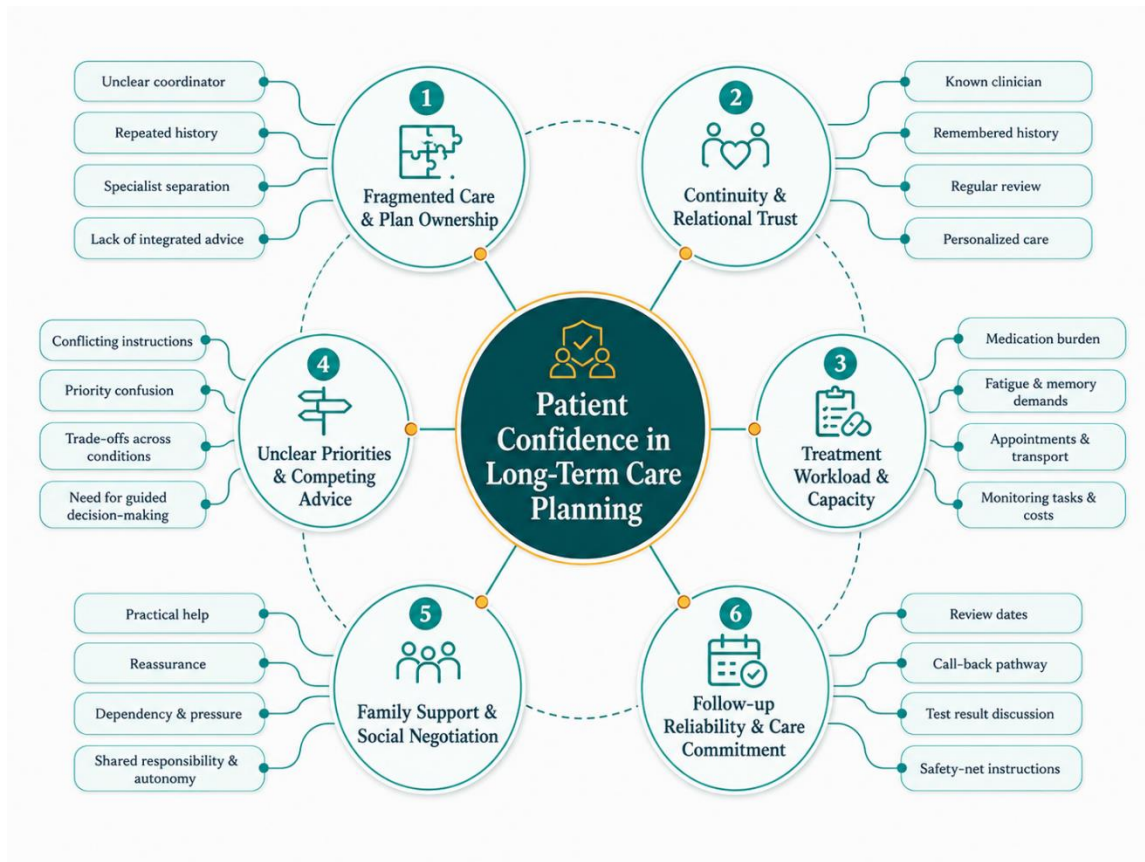 1
Fragmented Care
& Plan Ownership
Unclear coordinator
Repeated history
Specialist separation
Lack of integrated advice
2
Continuity &
Relational Trust
Known clinician
Remembered history
Regular review
Personalized care
4
Unclear Priorities
& Competing
Advice
Conflicting instructions
Priority confusion
Trade-offs across
conditions
Need for guided
decision-making
Patient
Confidence in
Long-Term Care
Planning
3
Treatment
Workload &
Capacity
Medication burden
Fatigue & memory
demands
Appointments &
transport
Monitoring tasks &
costs
5
Family Support &
Social Negotiation
Practical help
Reassurance
Dependency & pressure
Shared responsibility &
autonomy
6
Follow-up
Reliability & Care
Commitment
Review dates
Call-back pathway
Test result discussion
Safety-net instructions